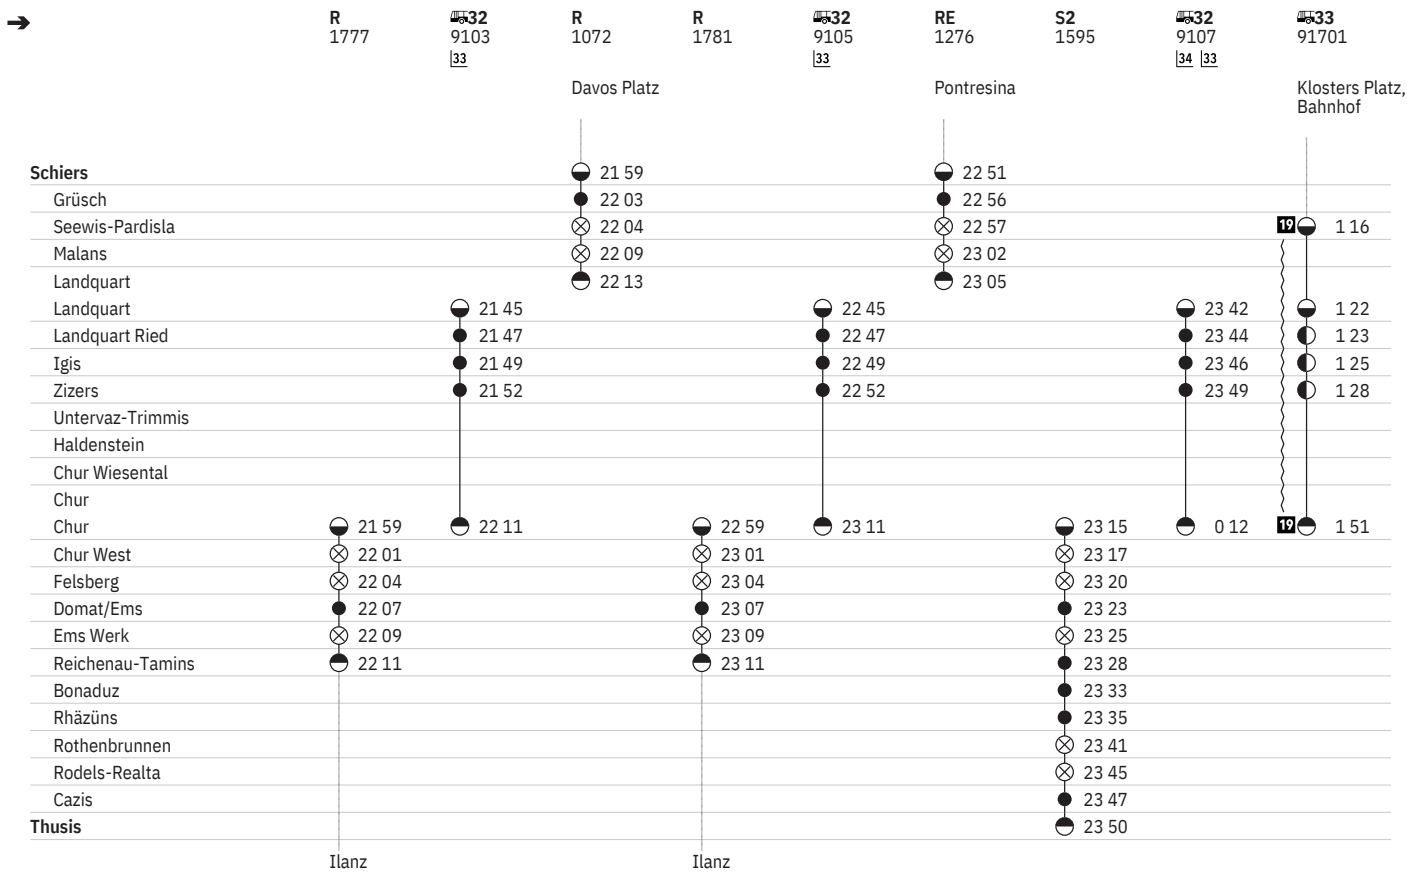 R 32 R R 32 RE S2 32 33
1777 9103 1072 1781 9105 1276 1595 9107 91701
33 33 34 33
Davos Platz Pontresina Klosters Platz,
Bahnhof
Schiers 21 59 22 51
Grüsch 22 03 22 56
Seewis-Pardisla 22 04 22 57 19 1 16
Malans 22 09 23 02
Landquart 22 13 23 05
Landquart 21 45 22 45 23 42 1 22
Landquart Ried 21 47 22 47 23 44 1 23
Igis 21 49 22 49 23 46 1 25
Zizers 21 52 22 52 23 49 1 28
Untervaz-Trimmis
Haldenstein
Chur Wiesental
Chur
Chur 21 59 22 11 22 59 23 11 23 15 0 12 19 1 51
Chur West 22 01 23 01 23 17
Felsberg 22 04 23 04 23 20
Domat/Ems 22 07 23 07 23 23
Ems Werk 22 09 23 09 23 25
Reichenau-Tamins 22 11 23 11 23 28
Bonaduz 23 33
Rhäzüns 23 35
Rothenbrunnen 23 41
Rodels-Realta 23 45
Cazis 23 47
Thusis 23 50
Ilanz Ilanz